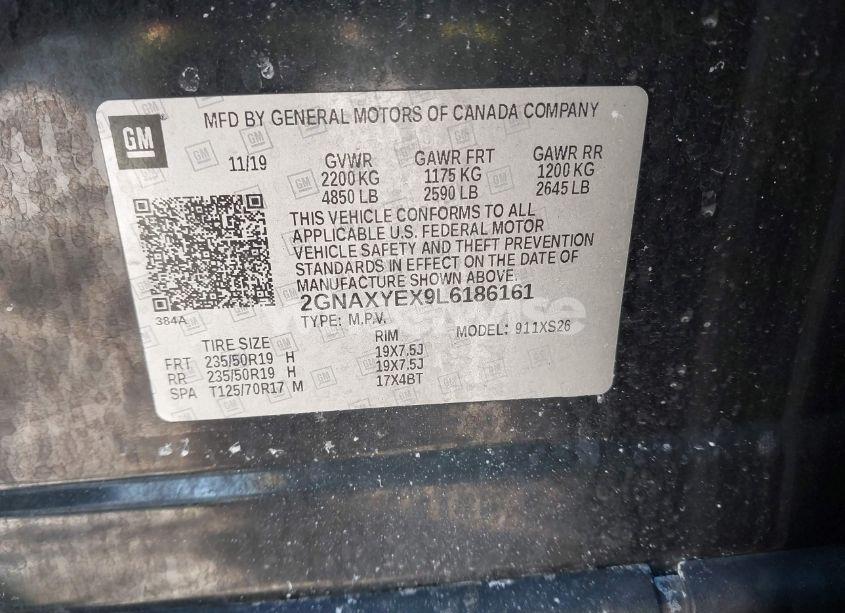 GM
MFD BY GENERAL MOTORS OF CANADA COMPANY
11/19 GVWR GAWR FRT GAWR RR
2200 KG 1175 KG 1200 KG
4850 LB 2590 LB 2645 LB
THIS VEHICLE CONFORMS TO ALL
APPLICABLE U.S. FEDERAL MOTOR
VEHICLE SAFETY AND THEFT PREVENTION
STANDARDS IN EFFECT ON THE DATE OF
MANUFACTURE SHOWN ABOVE.
384A
2GNAXYEX9L6186161
TYPE: M.P.V. MODEL: 911XS26
TIRE SIZE RIM
FRT 235/50R19 H 19X7.5J
RR 235/50R19 H 19X7.5J
SPA T125/70R17 M 17X4BT